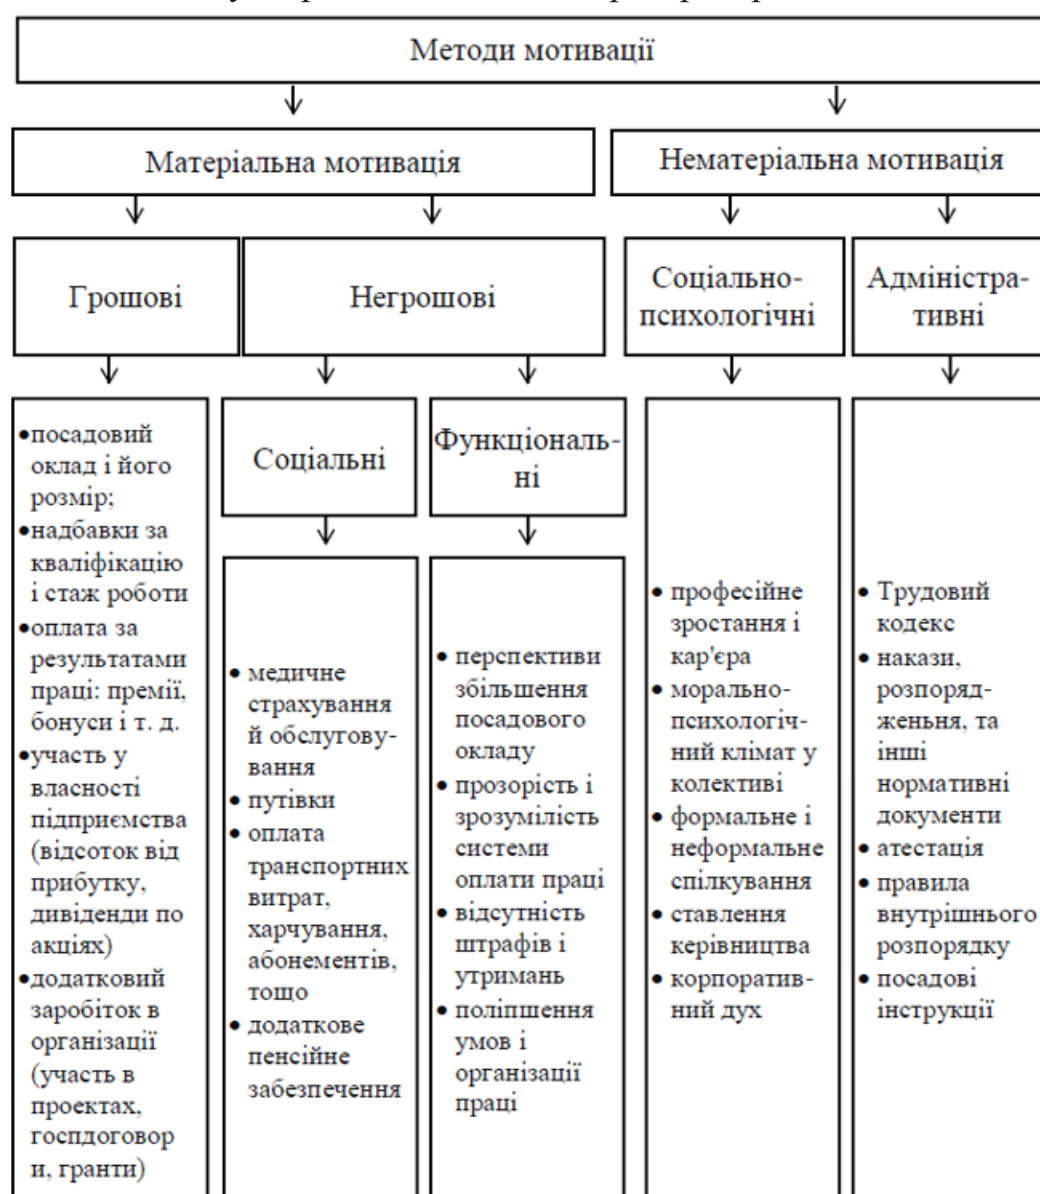 Методи мотивації
Матеріальна мотивація
Нематеріальна мотивація
Грошові
Негрошові
Соціально-
психологічні
Адміністра-
тивні
•посадовий
оклад і його
розмір;
•надбавки за
кваліфікацію
і стаж роботи
•оплата за
результатами
праці: премії,
бонуси і т. д.
•участь у
власності
підприємства
(відсоток від
прибутку,
дивіденди по
акціях)
•додатковий
заробіток в
організації
(участь в
проектах,
госпдоговор
и, гранти)
Соціальні
• медичне
страхування
й обслугову-
вання
• путівки
• оплата
транспортних
витрат,
харчування,
абонементів,
тощо
• додаткове
пенсійне
забезпечення
Функціональ-
ні
• перспективи
збільшення
посадового
окладу
• прозорість і
зрозумілість
системи
оплати праці
• відсутність
штрафів і
утримань
• поліпшення
умов і
організації
праці
• професійне
зростання і
кар'єра
• морально-
психологіч-
ний клімат у
колективі
• формальне і
неформальне
спілкування
• ставлення
керівництва
• корпоратив-
ний дух
• Трудовий
кодекс
• накази,
розпоряд-
женьня, та
інші
нормативні
документи
• атестація
• правила
внутрішнього
розпорядку
• посадові
інструкції